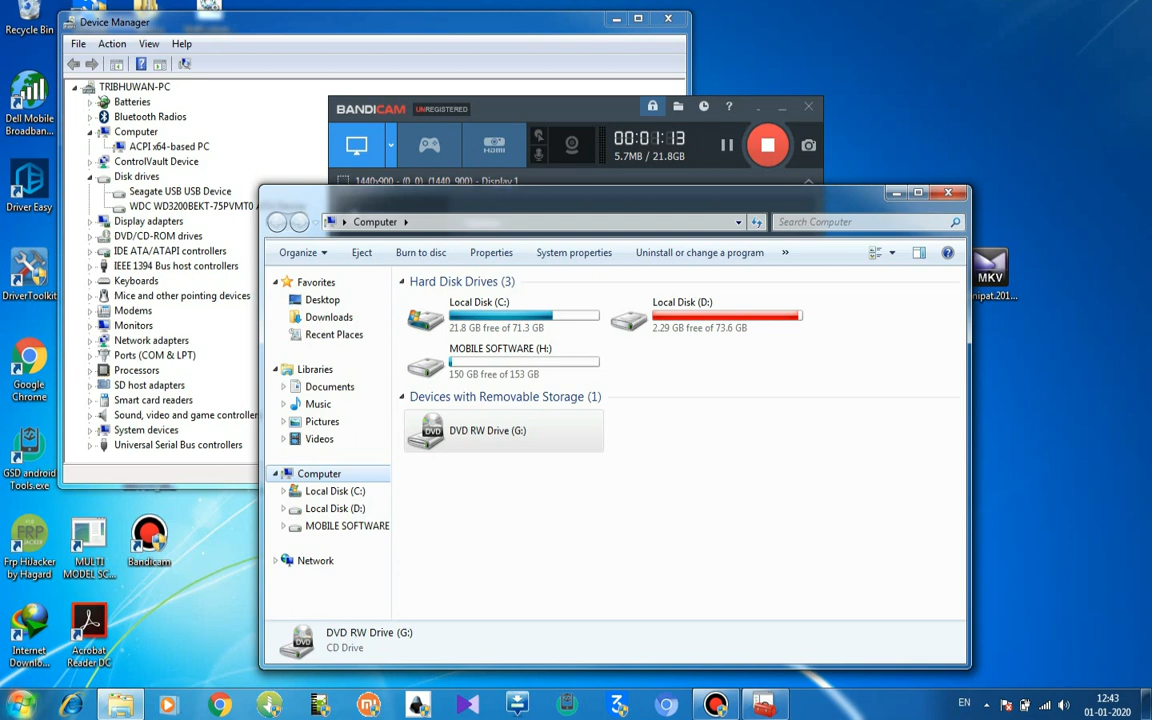 Recycle Bin
Dell Mobile
Broadban...
Driver Easy
DriverToolkit
Google
Chrome
GSD android
Tools.exe
FRP
HIJACKER
Frp HiJacker
by Hagard
MULTI
MODEL SC...
Bandicam
Internet
Downlo...
Acrobat
Reader DC
MKV
nipat.201...
Device Manager
File Action View Help
TRIBHUWAN-PC
Batteries
Bluetooth Radios
Computer
ACPI x64-based PC
ControlVault Device
Disk drives
Seagate USB USB Device
WDC WD3200BEKT-75PVMT0 A
Display adapters
DVD/CD-ROM drives
IDE ATA/ATAPI controllers
IEEE 1394 Bus host controllers
Keyboards
Mice and other pointing devices
Modems
Monitors
Network adapters
Ports (COM & LPT)
Processors
SD host adapters
Smart card readers
Sound, video and game controller
System devices
Universal Serial Bus controllers
BANDICAM UNREGISTERED
HDMI
00:01:13
5.7MB / 21.8GB
1440x900 - (0, 0), (1440, 900) - Display 1
Computer
Search Computer
Organize Eject Burn to disc Properties System properties Uninstall or change a program »
Favorites
Desktop
Downloads
Recent Places
Libraries
Documents
Music
Pictures
Videos
Computer
Local Disk (C:)
Local Disk (D:)
MOBILE SOFTWARE
Network
Hard Disk Drives (3)
Local Disk (C:)
21.8 GB free of 71.3 GB
Local Disk (D:)
2.29 GB free of 73.6 GB
MOBILE SOFTWARE (H:)
150 GB free of 153 GB
Devices with Removable Storage (1)
DVD
DVD RW Drive (G:)
DVD
DVD RW Drive (G:)
CD Drive
EN
12:43
01-01-2020